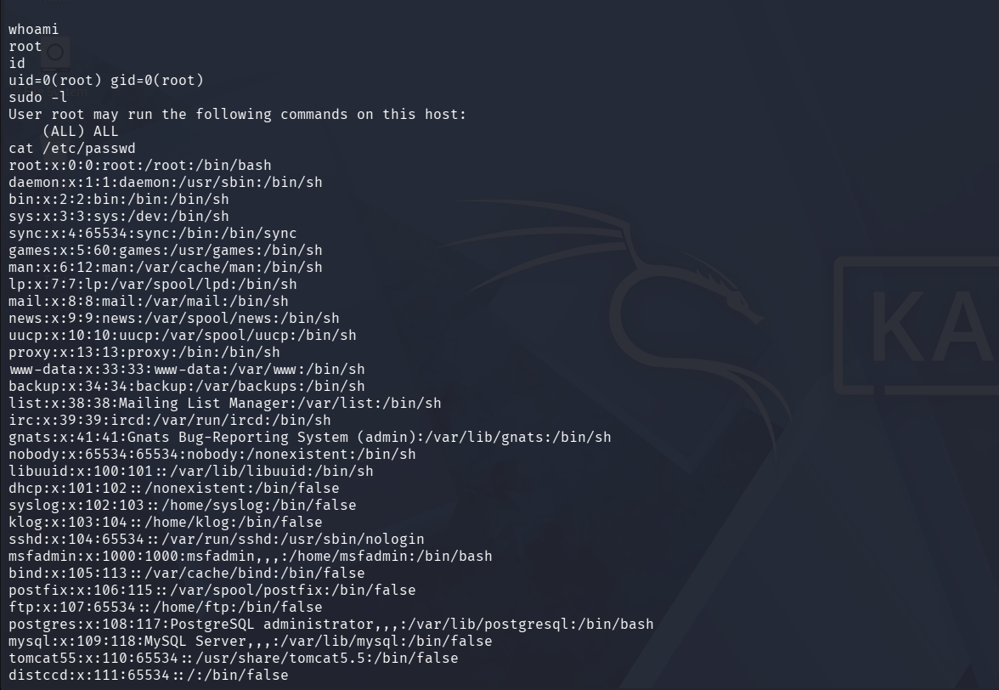 whoami
root
id
uid=0(root) gid=0(root)
sudo -l
User root may run the following commands on this host:
    (ALL) ALL
cat /etc/passwd
root:x:0:0:root:/root:/bin/bash
daemon:x:1:1:daemon:/usr/sbin:/bin/sh
bin:x:2:2:bin:/bin:/bin/sh
sys:x:3:3:sys:/dev:/bin/sh
sync:x:4:65534:sync:/bin:/bin/sync
games:x:5:60:games:/usr/games:/bin/sh
man:x:6:12:man:/var/cache/man:/bin/sh
lp:x:7:7:lp:/var/spool/lpd:/bin/sh
mail:x:8:8:mail:/var/mail:/bin/sh
news:x:9:9:news:/var/spool/news:/bin/sh
uucp:x:10:10:uucp:/var/spool/uucp:/bin/sh
proxy:x:13:13:proxy:/bin:/bin/sh
www-data:x:33:33:www-data:/var/www:/bin/sh
backup:x:34:34:backup:/var/backups:/bin/sh
list:x:38:38:Mailing List Manager:/var/list:/bin/sh
irc:x:39:39:ircd:/var/run/ircd:/bin/sh
gnats:x:41:41:Gnats Bug-Reporting System (admin):/var/lib/gnats:/bin/sh
nobody:x:65534:65534:nobody:/nonexistent:/bin/sh
libuuid:x:100:101::/var/lib/libuuid:/bin/sh
dhcp:x:101:102::/nonexistent:/bin/false
syslog:x:102:103::/home/syslog:/bin/false
klog:x:103:104::/home/klog:/bin/false
sshd:x:104:65534::/var/run/sshd:/usr/sbin/nologin
msfadmin:x:1000:1000:msfadmin,,,:/home/msfadmin:/bin/bash
bind:x:105:113::/var/cache/bind:/bin/false
postfix:x:106:115::/var/spool/postfix:/bin/false
ftp:x:107:65534::/home/ftp:/bin/false
postgres:x:108:117:PostgreSQL administrator,,,:/var/lib/postgresql:/bin/bash
mysql:x:109:118:MySQL Server,,,:/var/lib/mysql:/bin/false
tomcat55:x:110:65534::/usr/share/tomcat5.5:/bin/false
distccd:x:111:65534::/:/bin/false
KA